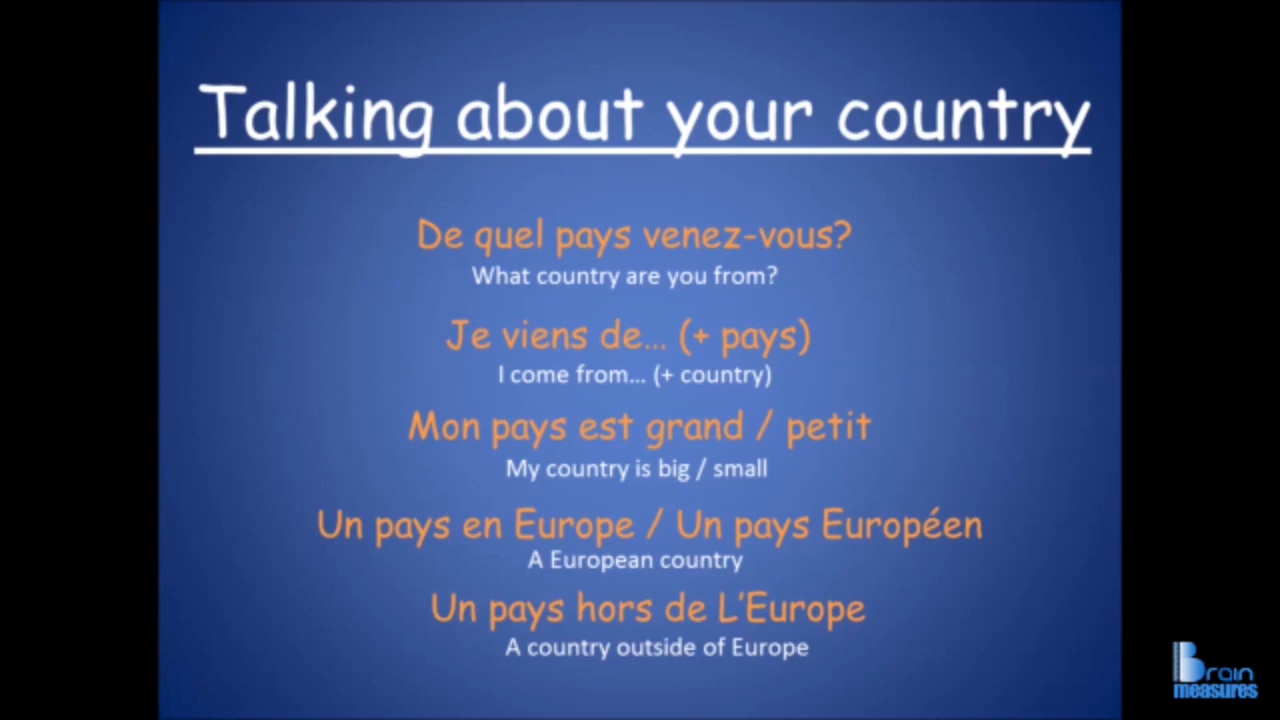 Talking about your country
De quel pays venez-vous?
What country are you from?
Je viens de... (+ pays)
I come from... (+ country)
Mon pays est grand / petit
My country is big / small
Un pays en Europe / Un pays Européen
A European country
Un pays hors de L'Europe
A country outside of Europe
Brain
measures